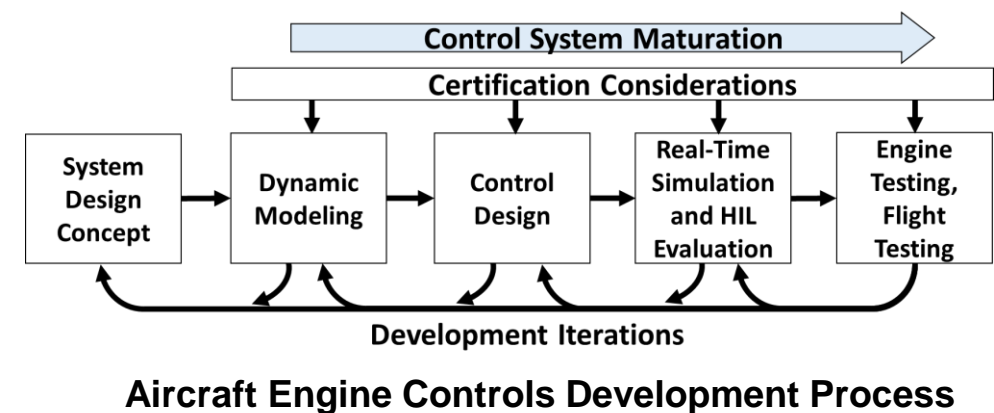 Control System Maturation
Certification Considerations
System
Design
Concept
Dynamic
Modeling
Control
Design
Real-Time
Simulation
and HIL
Evaluation
Engine
Testing,
Flight
Testing
Development Iterations
Aircraft Engine Controls Development Process